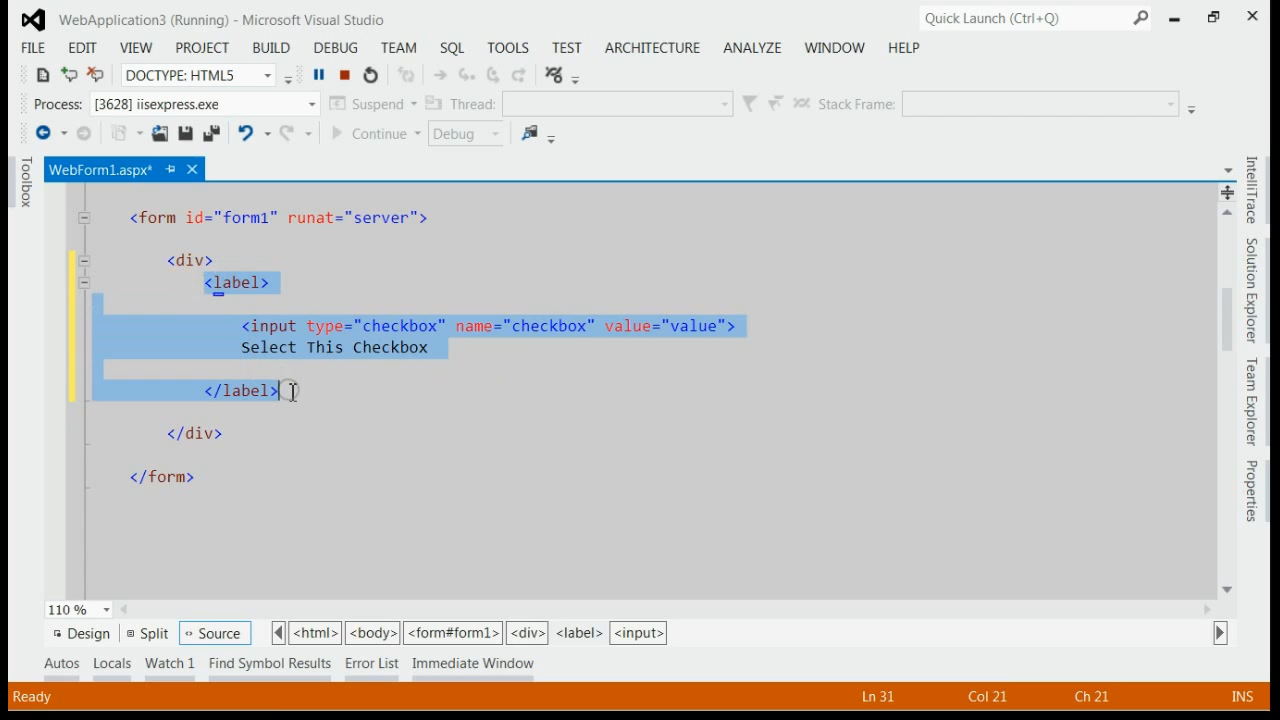 WebApplication3 (Running) - Microsoft Visual Studio
Quick Launch (Ctrl+Q)
FILE EDIT VIEW PROJECT BUILD DEBUG TEAM SQL TOOLS TEST ARCHITECTURE ANALYZE WINDOW HELP
DOCTYPE: HTML5
Process: [3628] iisexpress.exe Suspend Thread: Stack Frame:
Continue Debug
WebForm1.aspx*
Toolbox
<form id="form1" runat="server">
<div>
<label>
<input type="checkbox" name="checkbox" value="value">
Select This Checkbox
</label>
</div>
</form>
IntelliTrace
Solution Explorer
Team Explorer
Properties
110 %
Design Split Source <html> <body> <form#form1> <div> <label> <input>
Autos Locals Watch 1 Find Symbol Results Error List Immediate Window
Ready Ln 31 Col 21 Ch 21 INS